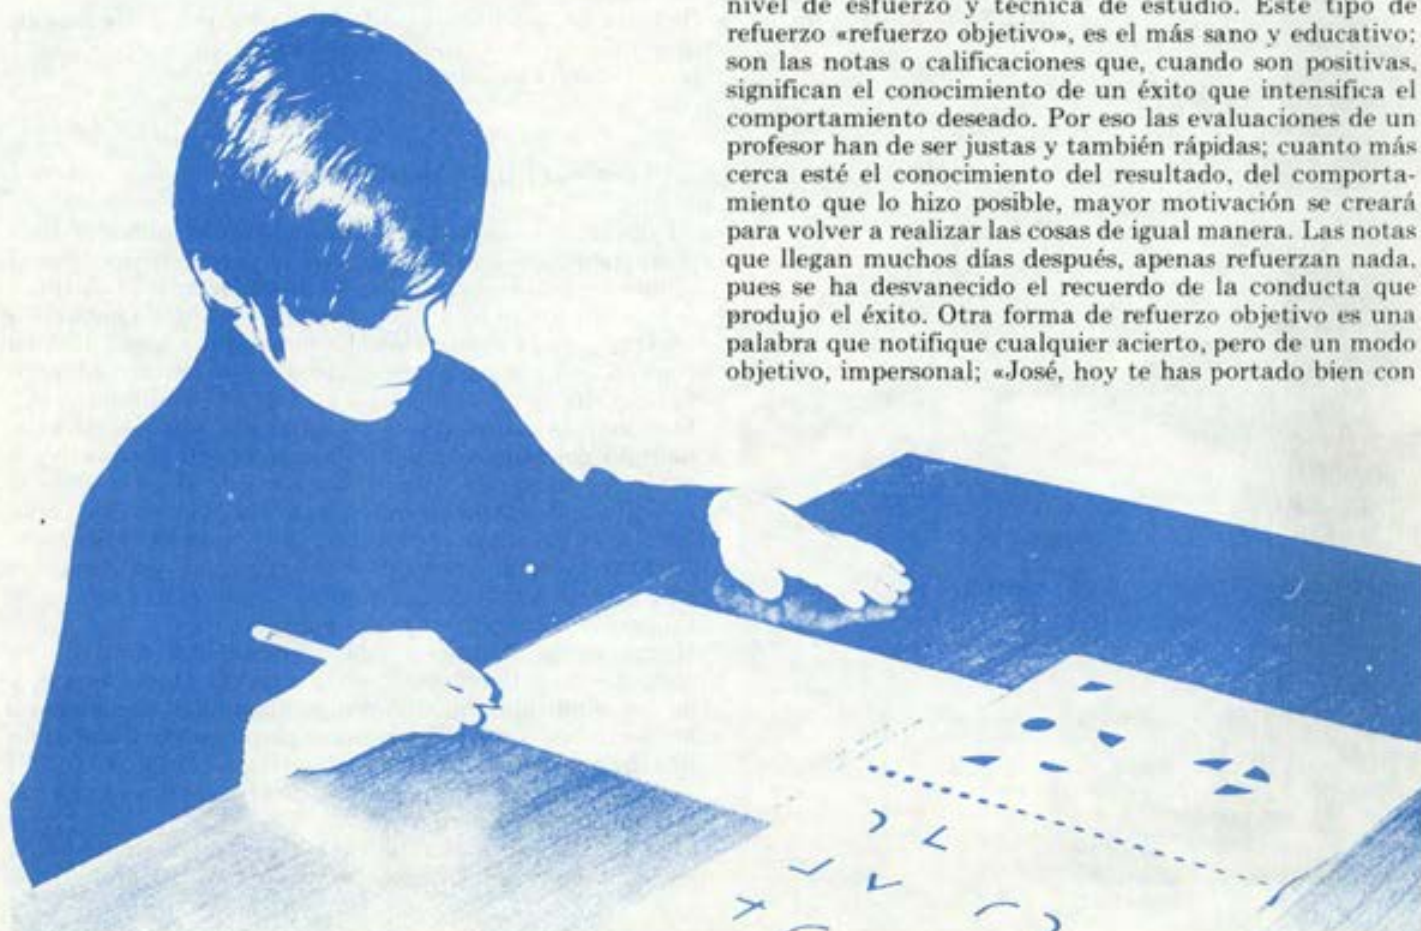 nivel de esfuerzo y técnica de estudio. Este tipo de
refuerzo «refuerzo objetivo», es el más sano y educativo;
son las notas o calificaciones que, cuando son positivas,
significan el conocimiento de un éxito que intensifica el
comportamiento deseado. Por eso las evaluaciones de un
profesor han de ser justas y también rápidas; cuanto más
cerca esté el conocimiento del resultado, del comporta-
miento que lo hizo posible, mayor motivación se creará
para volver a realizar las cosas de igual manera. Las notas
que llegan muchos días después, apenas refuerzan nada,
pues se ha desvanecido el recuerdo de la conducta que
produjo el éxito. Otra forma de refuerzo objetivo es una
palabra que notifique cualquier acierto, pero de un modo
objetivo, impersonal; «José, hoy te has portado bien con